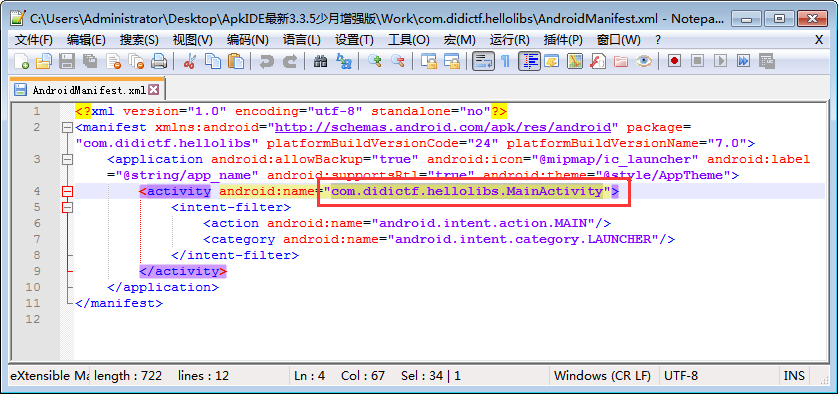 C:\Users\Administrator\Desktop\ApkIDE最新3.3.5少月增强版\Work\com.didictf.hellolibs\AndroidManifest.xml - Notepa...
文件(F) 编辑(E) 搜索(S) 视图(V) 编码(N) 语言(L) 设置(T) 工具(O) 宏(M) 运行(R) 插件(P) 窗口(W) ? X
AndroidManifest.xml
1 <?xml version="1.0" encoding="utf-8" standalone="no"?>
2 <manifest xmlns:android="http://schemas.android.com/apk/res/android" package=
"com.didictf.hellolibs" platformBuildVersionCode="24" platformBuildVersionName="7.0">
3 <application android:allowBackup="true" android:icon="@mipmap/ic_launcher" android:label
="@string/app_name" android:supportsRtl="true" android:theme="@style/AppTheme">
4 <activity android:name="com.didictf.hellolibs.MainActivity">
5 <intent-filter>
6 <action android:name="android.intent.action.MAIN"/>
7 <category android:name="android.intent.category.LAUNCHER"/>
8 </intent-filter>
9 </activity>
10 </application>
11 </manifest>
12
eXtensible Ma length : 722 lines : 12 Ln : 4 Col : 67 Sel : 34 | 1 Windows (CR LF) UTF-8 INS